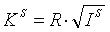 K^S = R · √(I^S)